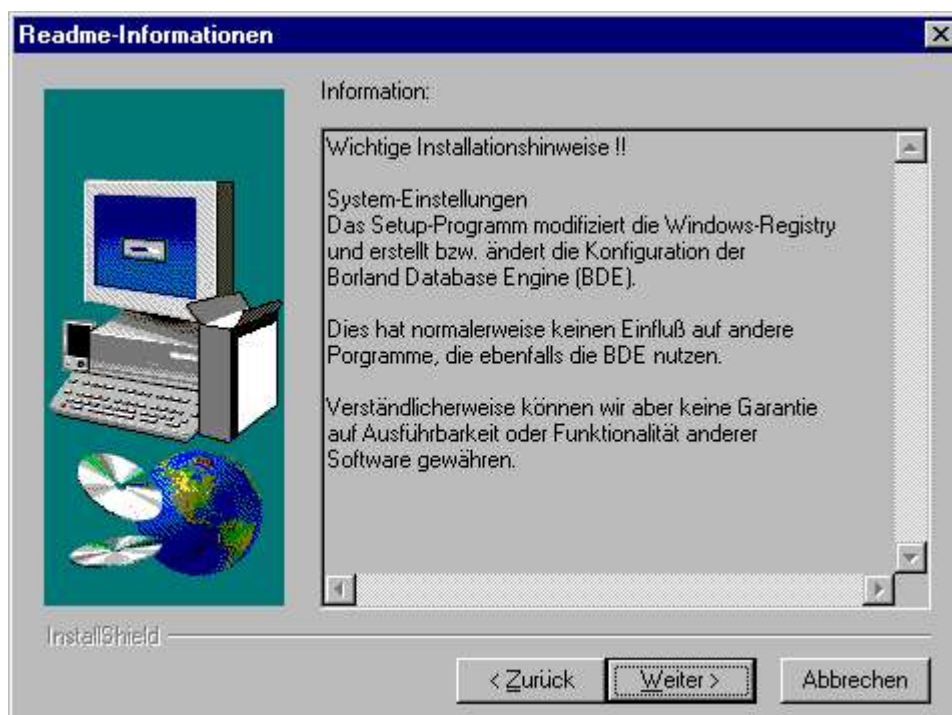 Readme-Informationen
Information:
Wichtige Installationshinweise !!
System-Einstellungen
Das Setup-Programm modifiziert die Windows-Registry
und erstellt bzw. ändert die Konfiguration der
Borland Database Engine (BDE).
Dies hat normalerweise keinen Einfluß auf andere
Porgramme, die ebenfalls die BDE nutzen.
Verständlicherweise können wir aber keine Garantie
auf Ausführbarkeit oder Funktionalität anderer
Software gewähren.
InstallShield
< Zurück Weiter > Abbrechen